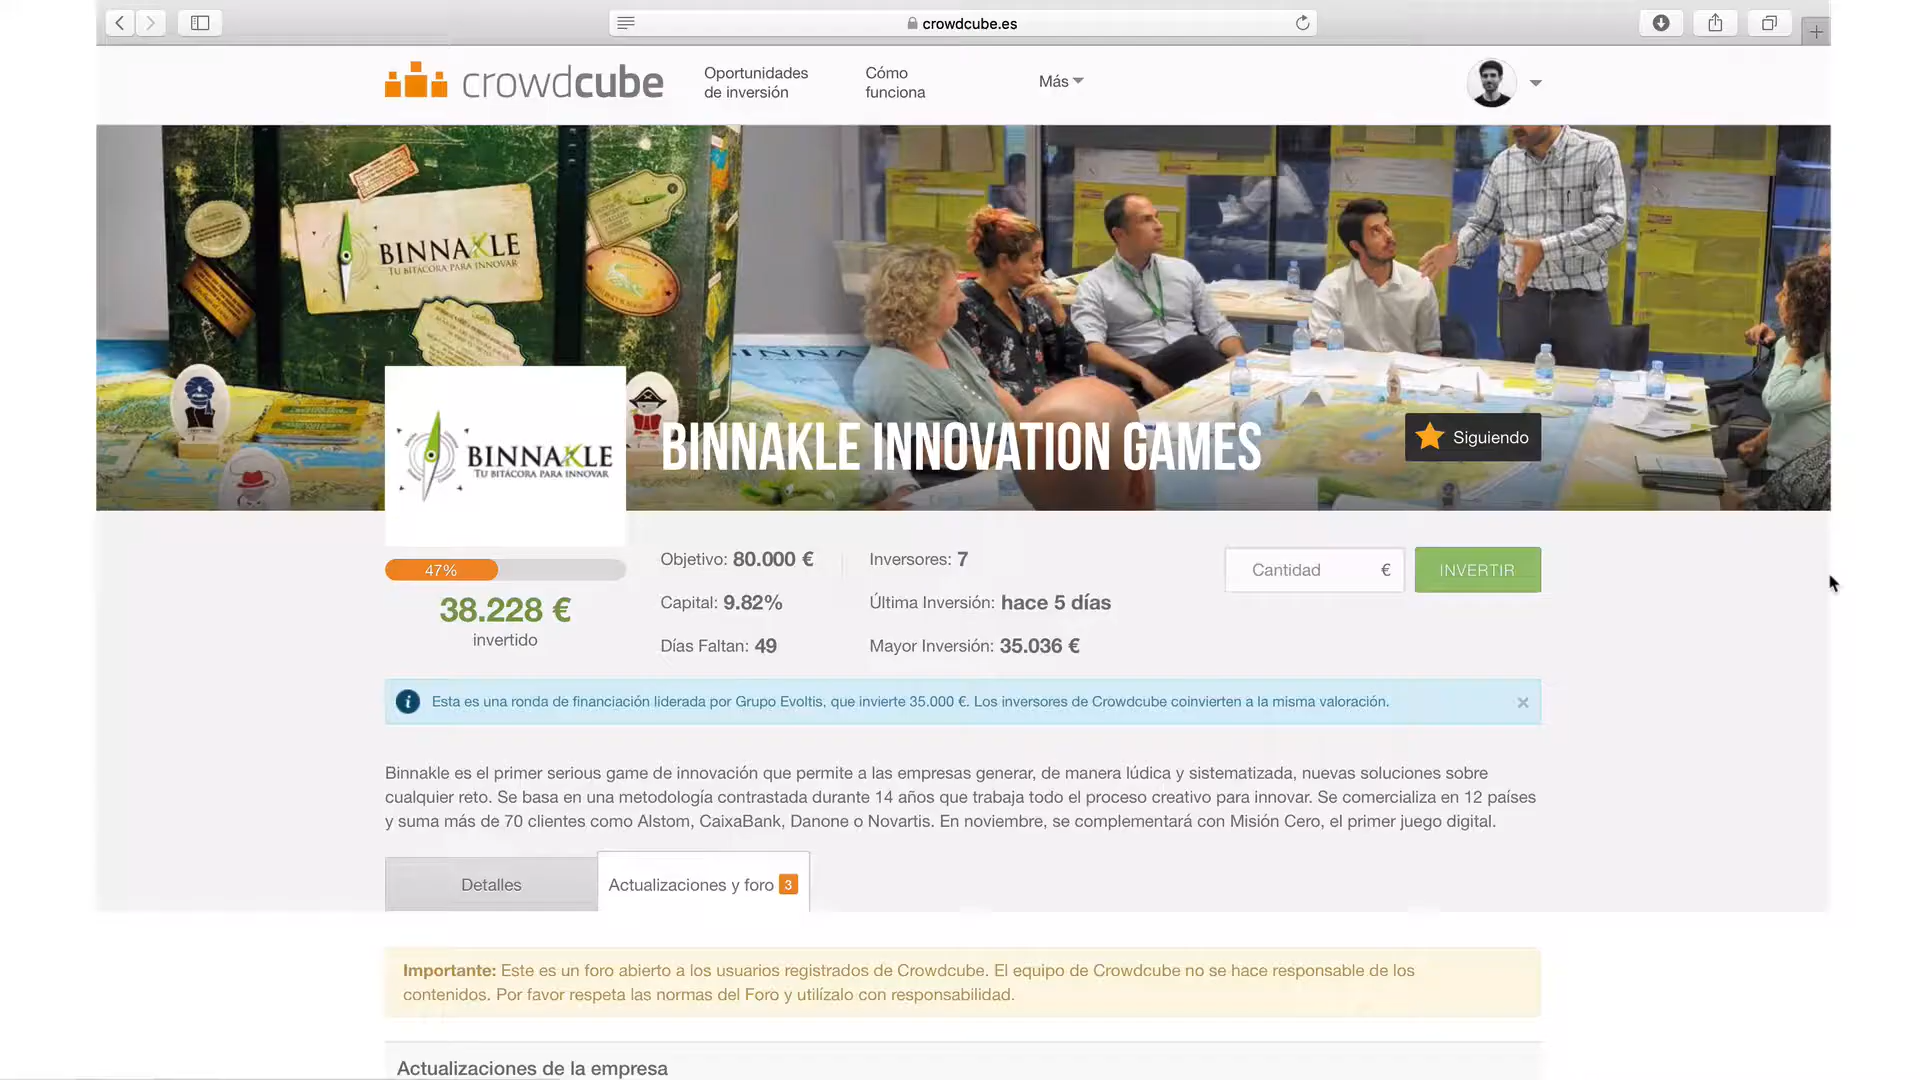 crowdcube.es
crowdcube
Oportunidades
de inversión
Cómo
funciona
Más
BINNAKLE
TU BITÁCORA PARA INNOVAR
BINNAKLE
TU BITÁCORA PARA INNOVAR
BINNAKLE INNOVATION GAMES
Siguiendo
47%
38.228 €
invertido
Objetivo: 80.000 €
Capital: 9.82%
Días Faltan: 49
Inversores: 7
Última Inversión: hace 5 días
Mayor Inversión: 35.036 €
Cantidad €
INVERTIR
Esta es una ronda de financiación liderada por Grupo Evoltis, que invierte 35.000 €. Los inversores de Crowdcube coinvierten a la misma valoración.
Binnakle es el primer serious game de innovación que permite a las empresas generar, de manera lúdica y sistematizada, nuevas soluciones sobre
cualquier reto. Se basa en una metodología contrastada durante 14 años que trabaja todo el proceso creativo para innovar. Se comercializa en 12 países
y suma más de 70 clientes como Alstom, CaixaBank, Danone o Novartis. En noviembre, se complementará con Misión Cero, el primer juego digital.
Detalles
Actualizaciones y foro 3
Importante: Este es un foro abierto a los usuarios registrados de Crowdcube. El equipo de Crowdcube no se hace responsable de los
contenidos. Por favor respeta las normas del Foro y utilízalo con responsabilidad.
Actualizaciones de la empresa